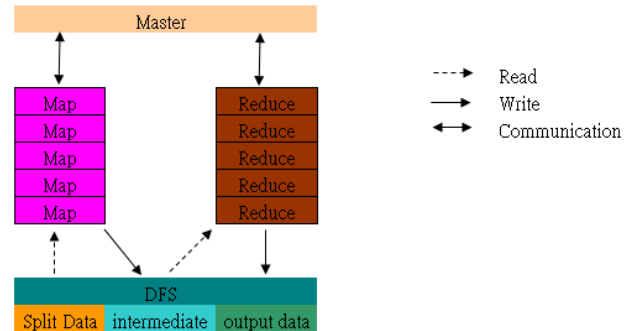 Master
Map Reduce
Map Reduce
Map Reduce
Map Reduce
Map Reduce
Read
Write
Communication
DFS
Split Data intermediate output data